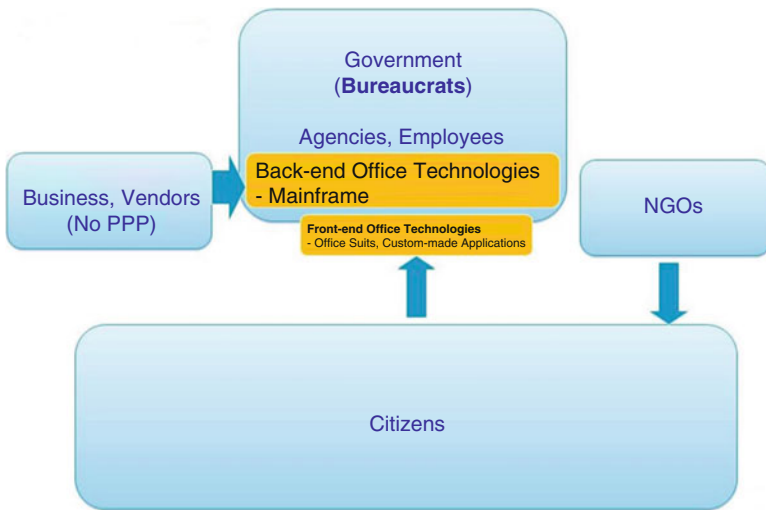 Government
(Bureaucrats)
Agencies, Employees
Back-end Office Technologies
- Mainframe
Front-end Office Technologies
- Office Suits, Custom-made Applications
Business, Vendors
(No PPP)
NGOs
Citizens